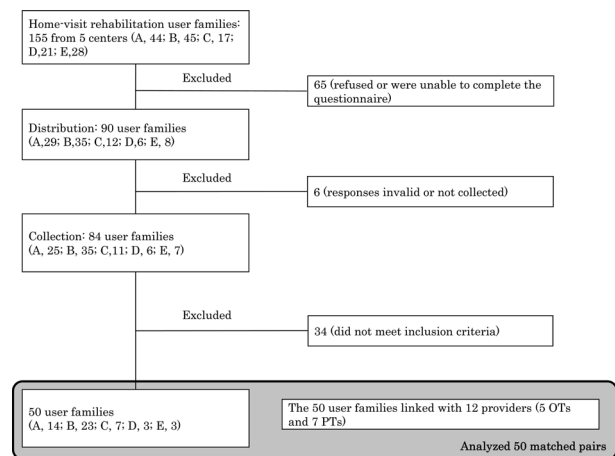 Home-visit rehabilitation user families:
155 from 5 centers (A, 44; B, 45; C, 17;
D,21; E,28)
Excluded
65 (refused or were unable to complete the
questionnaire)
Distribution: 90 user families
(A,29; B,35; C,12; D,6; E, 8)
Excluded
6 (responses invalid or not collected)
Collection: 84 user families
(A, 25; B, 35; C,11; D, 6; E, 7)
Excluded
34 (did not meet inclusion criteria)
50 user families
(A, 14; B, 23; C, 7; D, 3; E, 3)
The 50 user families linked with 12 providers (5 OTs
and 7 PTs)
Analyzed 50 matched pairs